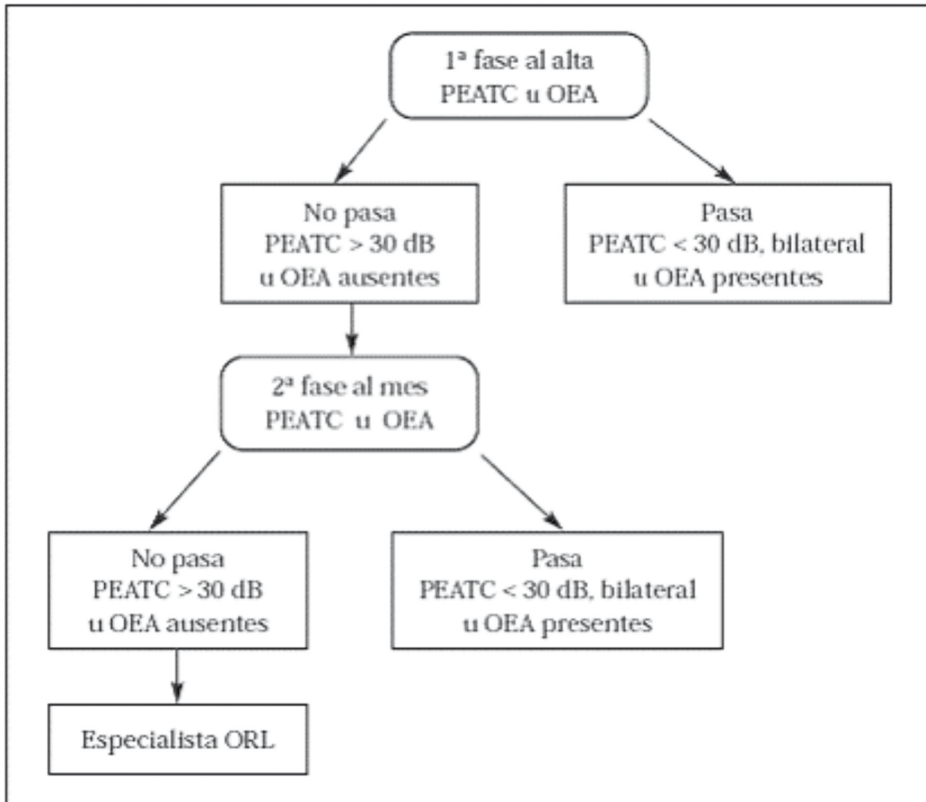 1ª fase al alta
PEATC u OEA
No pasa
PEATC > 30 dB
u OEA ausentes
Pasa
PEATC < 30 dB, bilateral
u OEA presentes
2ª fase al mes
PEATC u OEA
No pasa
PEATC > 30 dB
u OEA ausentes
Pasa
PEATC < 30 dB, bilateral
u OEA presentes
Especialista ORL